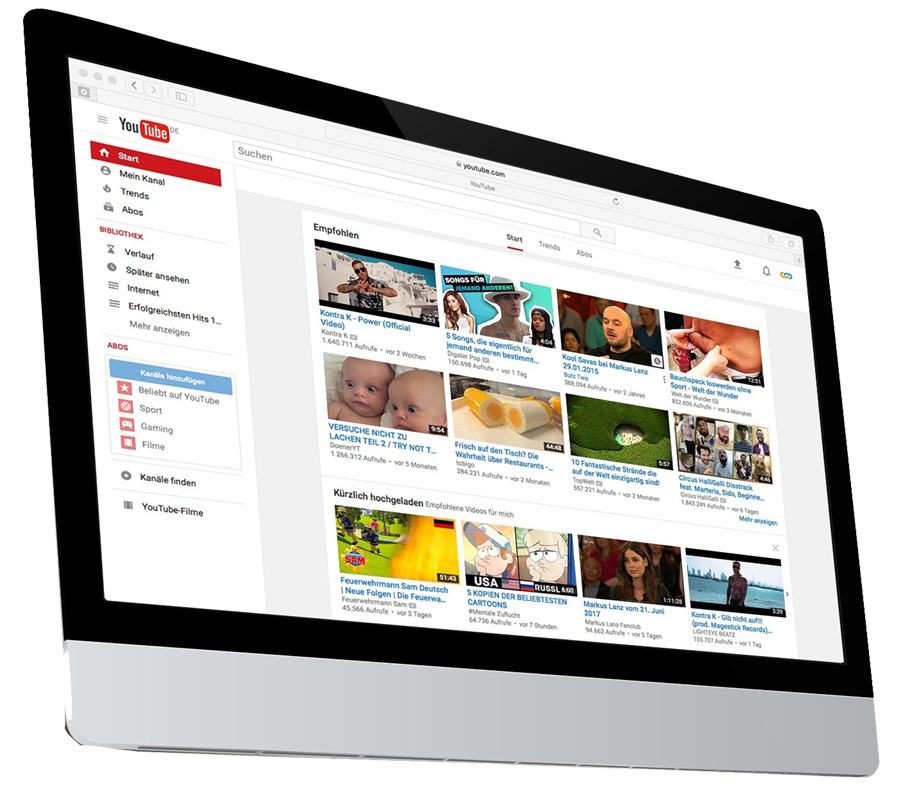 youtube.com
YouTube
YouTube DE
Suchen
Start
Mein Kanal
Trends
Abos
BIBLIOTHEK
Verlauf
Später ansehen
Internet
Erfolgreichsten Hits 1...
Mehr anzeigen
ABOS
Kanäle hinzufügen
Beliebt auf YouTube
Sport
Gaming
Filme
Kanäle finden
YouTube-Filme
Start
Trends
Abos
Empfohlen
3:33
Kontra K - Power (Official
Video)
Kontra K
1.640.711 Aufrufe • vor 2 Wochen
SONGS FÜR
JEMAND ANDEREN!
4:04
5 Songs, die eigentlich für
jemand anderen bestimmt...
Digster Pop
150.698 Aufrufe • vor 1 Tag
Kool Savas bei Markus Lanz
29.01.2015
Butz Two
388.094 Aufrufe • vor 2 Jahren
12:51
Bauchspeck loswerden ohne
Sport - Welt der Wunder
Welt der Wunder
852.606 Aufrufe • vor 3 Monaten
9:54
VERSUCHE NICHT ZU
LACHEN TEIL 2 / TRY NOT T...
DoenerYT
1.266.312 Aufrufe • vor 5 Monaten
44:48
Frisch auf den Tisch? Die
Wahrheit über Restaurants -...
tobigo
284.231 Aufrufe • vor 2 Monaten
5:57
10 Fantastische Strände die
auf der Welt einzigartig sind!
TopWelt
557.221 Aufrufe • vor 2 Monaten
4:46
Circus HalliGalli Disstrack
feat. Marteria, Sido, Beginne...
Circus HalliGalli
1.843.249 Aufrufe • vor 6 Tagen
Mehr anzeigen
Kürzlich hochgeladen Empfohlene Videos für mich
SAM
51:43
Feuerwehrmann Sam Deutsch
| Neue Folgen | Die Feuerwa...
Feuerwehrmann Sam
45.566 Aufrufe • vor 3 Tagen
USA
RUSSL
6:00
5 KOPIEN DER BELIEBTESTEN
CARTOONS
#Mentale Zuflucht
64.736 Aufrufe • vor 7 Stunden
1:11:28
Markus Lanz vom 21. Juni
2017
Markus Lanz Fanclub
94.662 Aufrufe • vor 5 Tagen
3:39
Kontra K - Gib nicht auf!!!
(prod. Magestick Records)...
LIGHTEYE BEATZ
155.707 Aufrufe • vor 1 Tag